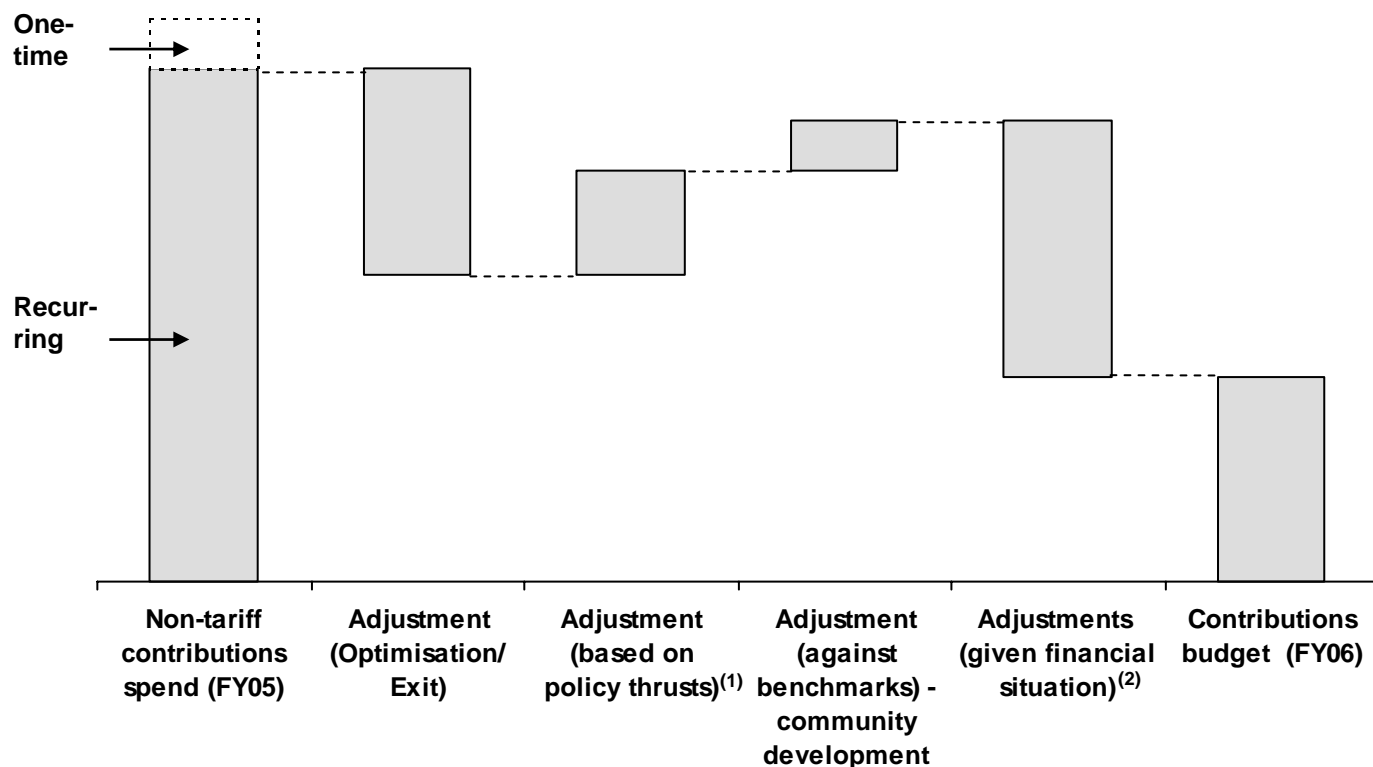 One-
time
Recur-
ring
Non-tariff
contributions
spend (FY05)
Adjustment
(Optimisation/
Exit)
Adjustment
(based on
policy thrusts)(1)
Adjustment
(against
benchmarks) -
community
development
Adjustments
(given financial
situation)(2)
Contributions
budget (FY06)